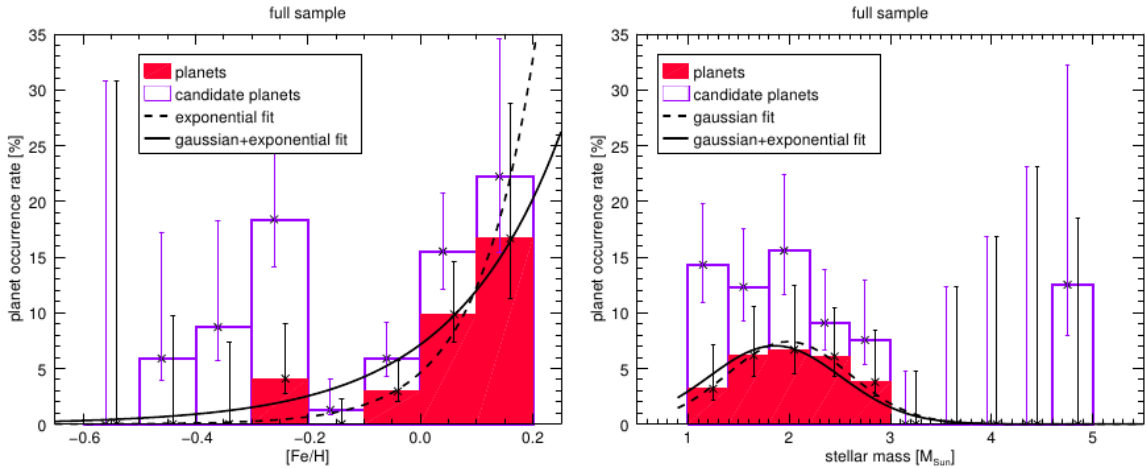 full sample
35
30
25
20
15
10
5
0
planet occurrence rate [%]
planets
candidate planets
exponential fit
gaussian+exponential fit
−0.6 −0.4 −0.2 0.0 0.2
[Fe/H]
full sample
35
30
25
20
15
10
5
0
planet occurrence rate [%]
planets
candidate planets
gaussian fit
gaussian+exponential fit
1 2 3 4 5
stellar mass [M_Sun]